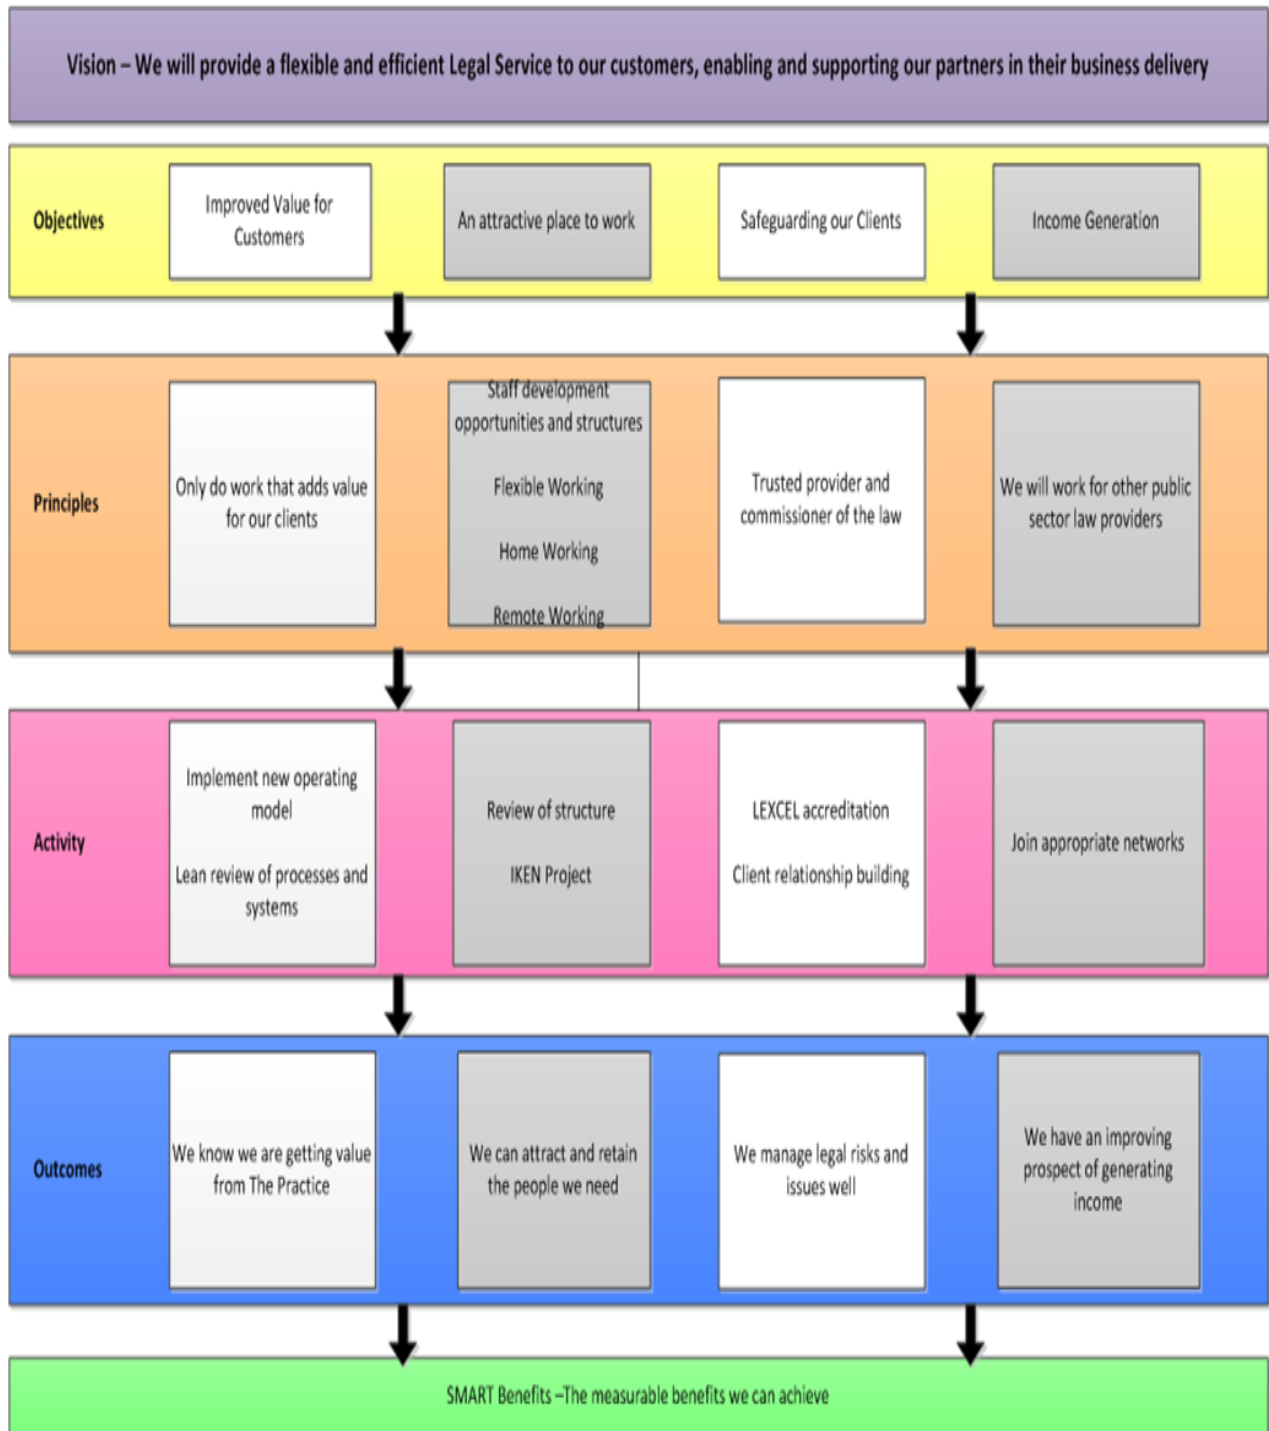 Vision – We will provide a flexible and efficient Legal Service to our customers, enabling and supporting our partners in their business delivery
Objectives
Improved Value for
Customers
An attractive place to work
Safeguarding our Clients
Income Generation
Principles
Only do work that adds value
for our clients
Staff development
opportunities and structures
Flexible Working
Home Working
Remote Working
Trusted provider and
commissioner of the law
We will work for other public
sector law providers
Activity
Implement new operating
model
Lean review of processes and
systems
Review of structure
IKEN Project
LEXCEL accreditation
Client relationship building
Join appropriate networks
Outcomes
We know we are getting value
from The Practice
We can attract and retain
the people we need
We manage legal risks and
issues well
We have an improving
prospect of generating
income
SMART Benefits –The measurable benefits we can achieve